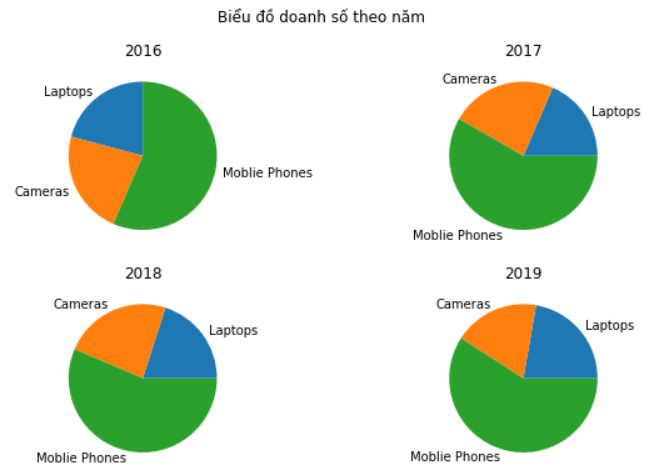 Biểu đồ doanh số theo năm
2016
Laptops
Cameras
Moblie Phones
2017
Cameras
Laptops
Moblie Phones
2018
Cameras
Laptops
Moblie Phones
2019
Cameras
Laptops
Moblie Phones